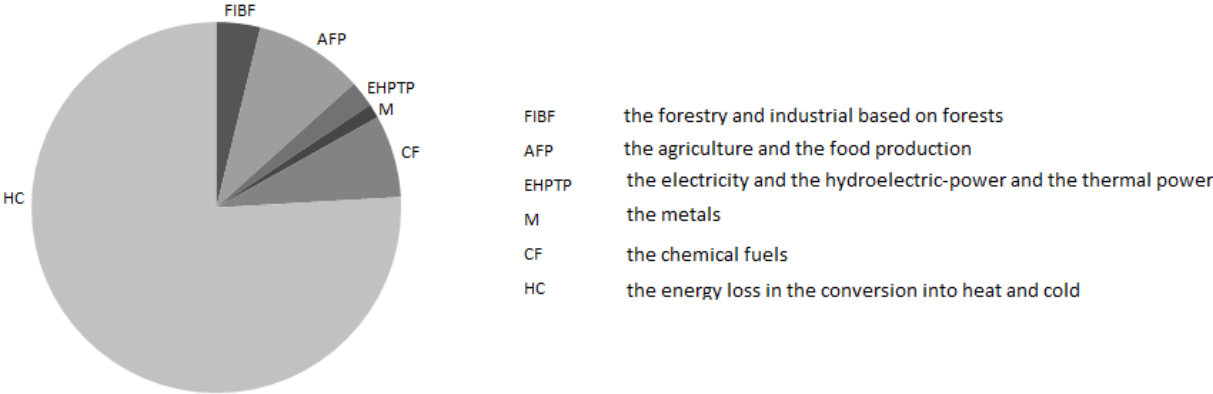 FIBF
AFP
EHPTP
M
CF
HC
FIBF the forestry and industrial based on forests
AFP the agriculture and the food production
EHPTP the electricity and the hydroelectric-power and the thermal power
M the metals
CF the chemical fuels
HC the energy loss in the conversion into heat and cold